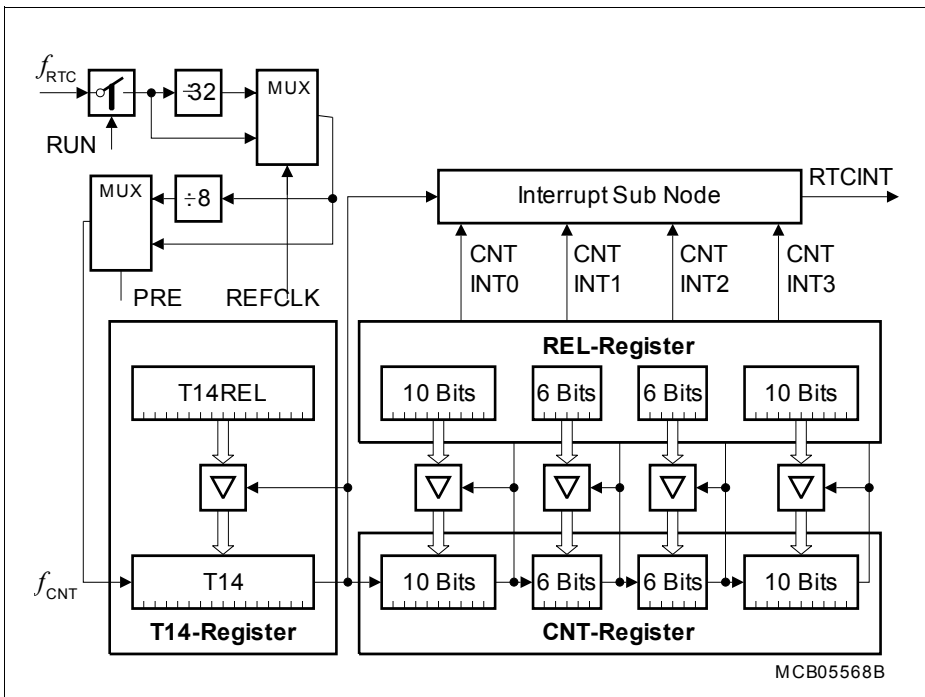 fRTC
÷32
MUX
RUN
MUX
÷8
Interrupt Sub Node
RTCINT
CNT INT0
CNT INT1
CNT INT2
CNT INT3
PRE
REFCLK
REL-Register
T14REL
10 Bits
6 Bits
6 Bits
10 Bits
fCNT
T14
10 Bits
6 Bits
6 Bits
10 Bits
T14-Register
CNT-Register
MCB05568B